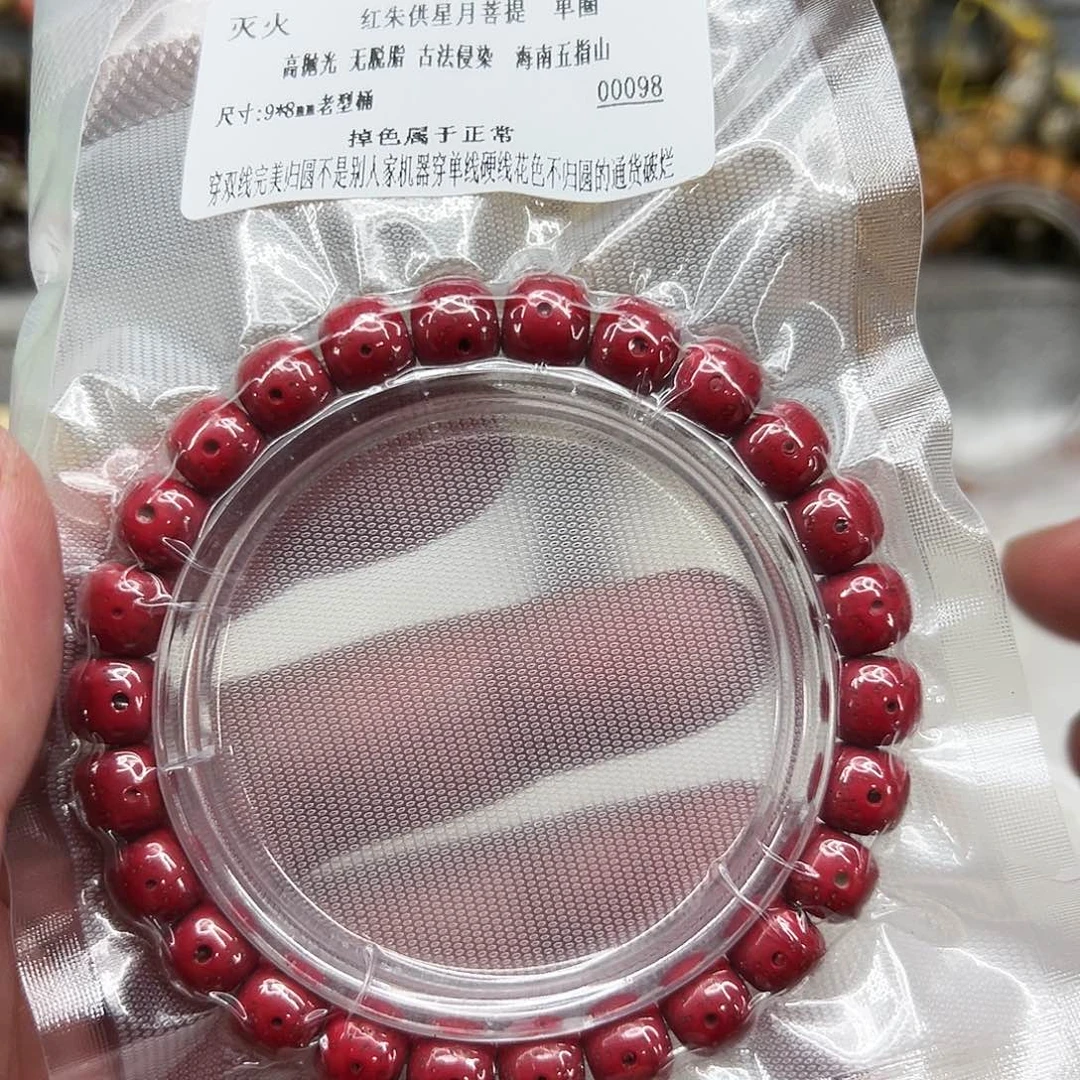 灭火 红朱供星月菩提 单圈
高抛光 无脱脂 古法侵染 海南五指山
尺寸:9*8mm老型桶 00098
掉色属于正常
穿双线完美归圆不是别人家机器穿单线硬线花色不归圆的通货破烂